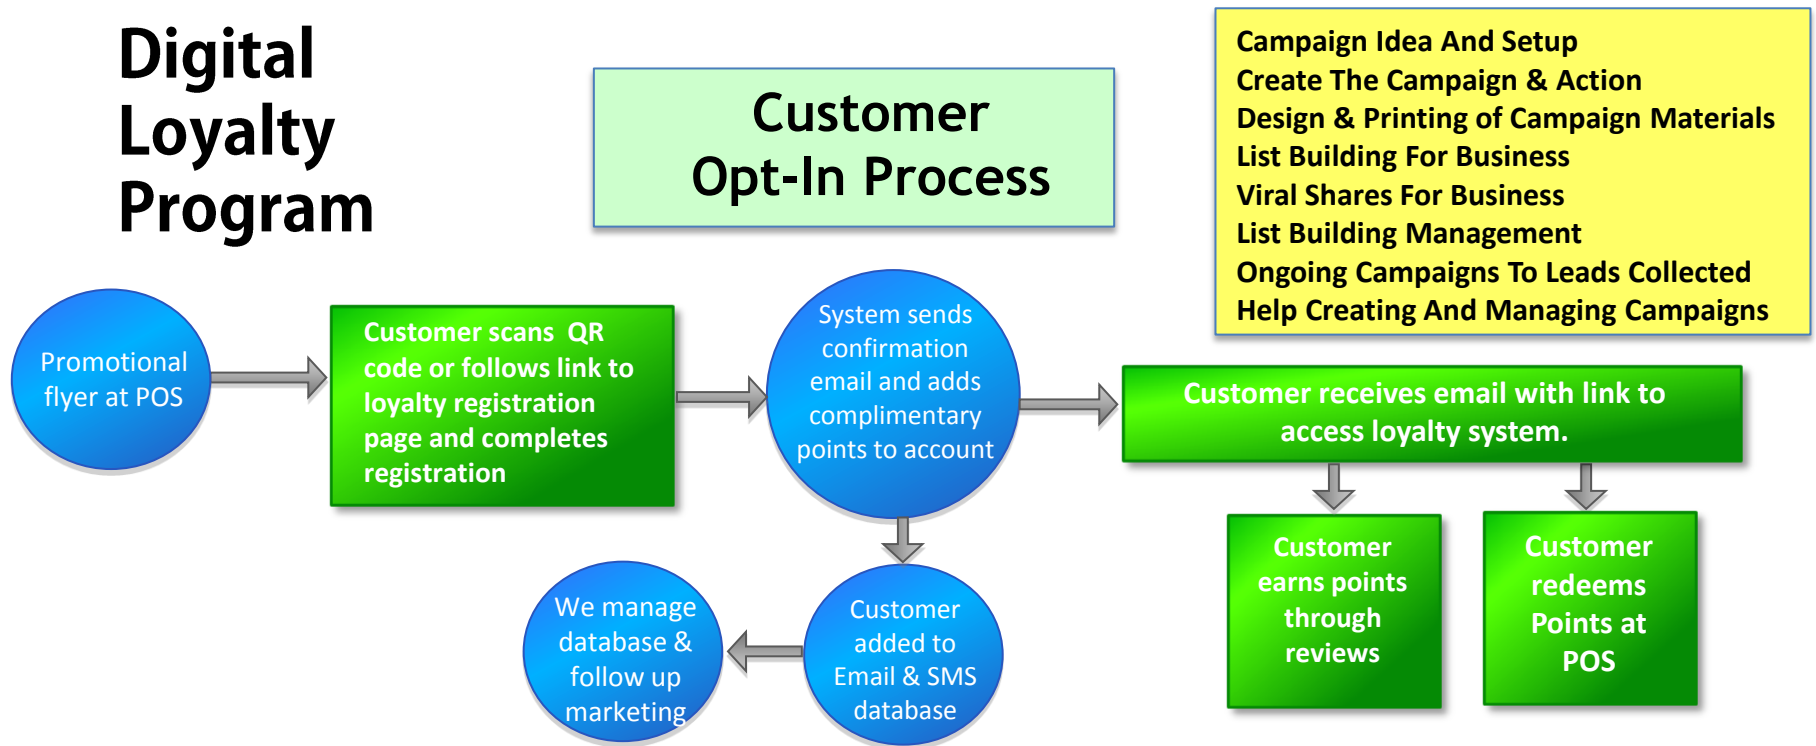 Digital
Loyalty
Program
Customer
Opt-In Process
Campaign Idea And Setup
Create The Campaign & Action
Design & Printing of Campaign Materials
List Building For Business
Viral Shares For Business
List Building Management
Ongoing Campaigns To Leads Collected
Help Creating And Managing Campaigns
Promotional
flyer at POS
Customer scans QR
code or follows link to
loyalty registration
page and completes
registration
System sends
confirmation
email and adds
complimentary
points to account
Customer receives email with link to
access loyalty system.
Customer
earns points
through
reviews
Customer
redeems
Points at
POS
Customer
added to
Email & SMS
database
We manage
database &
follow up
marketing